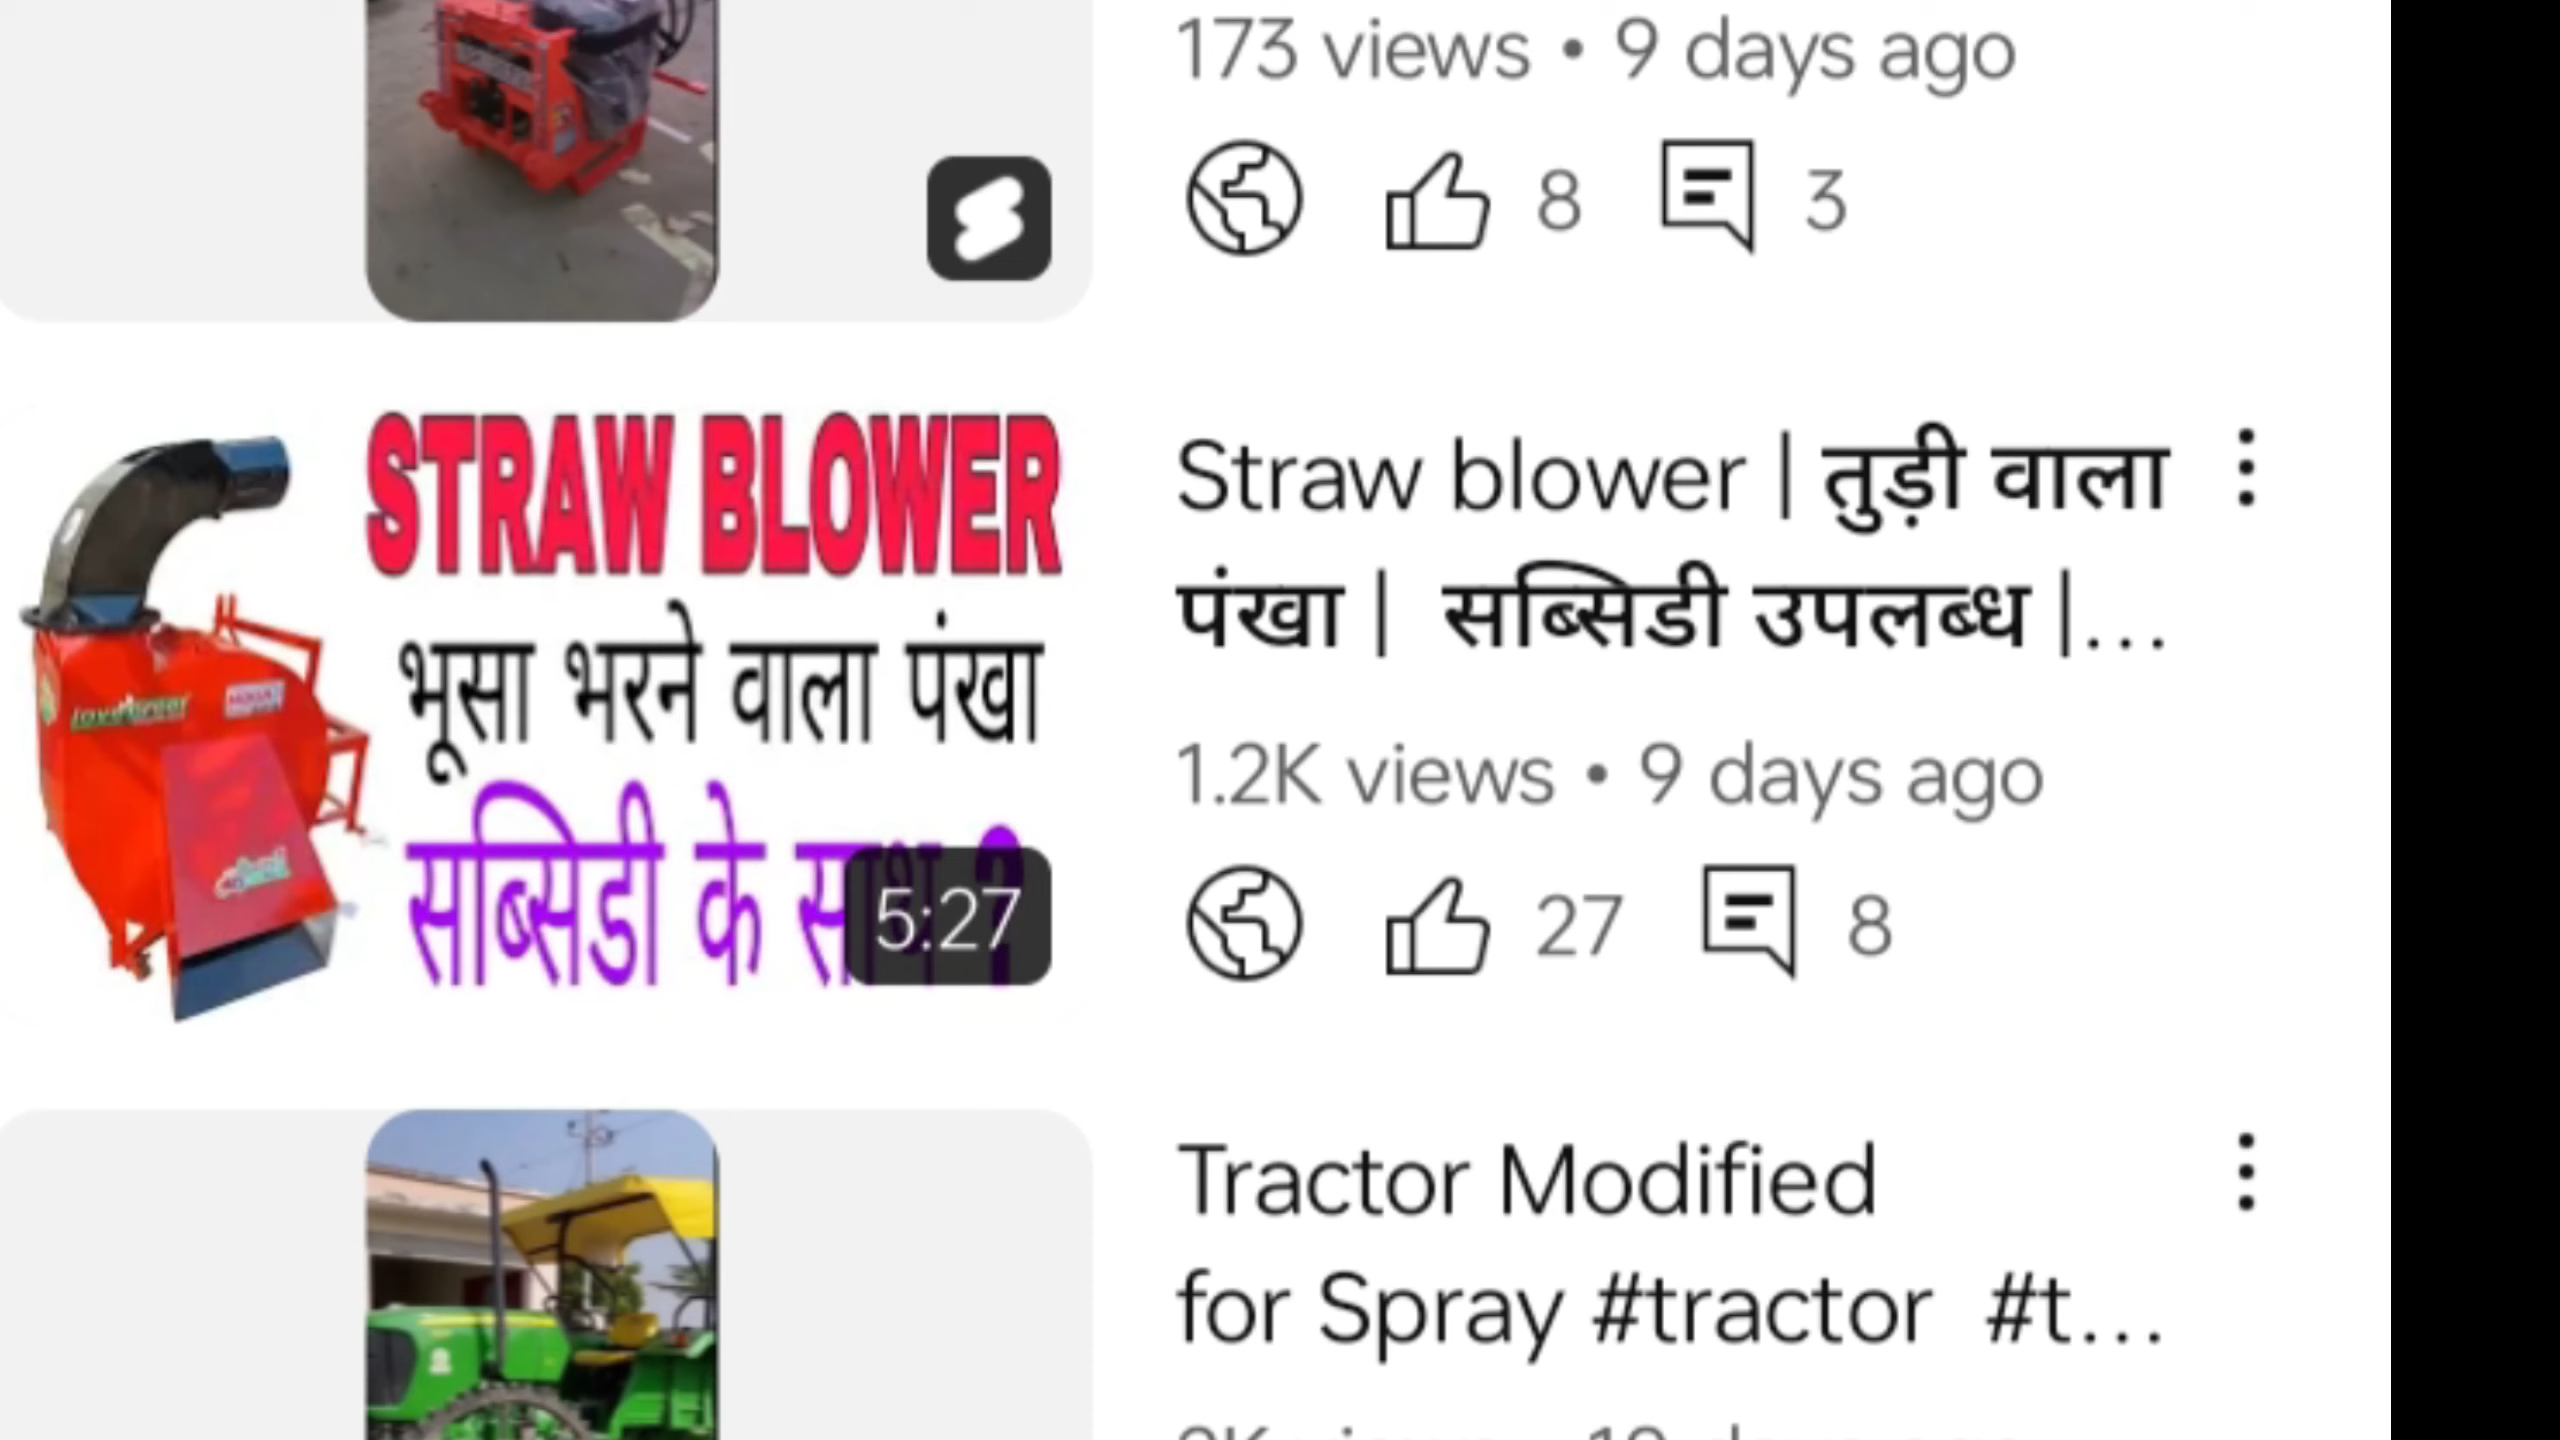 173 views • 9 days ago
8 3
STRAW BLOWER
भूसा भरने वाला पंखा
सब्सिडी के
5:27
Straw blower | तुड़ी वाला
पंखा | सब्सिडी उपलब्ध |...
1.2K views • 9 days ago
27 8
Tractor Modified
for Spray #tractor #t...